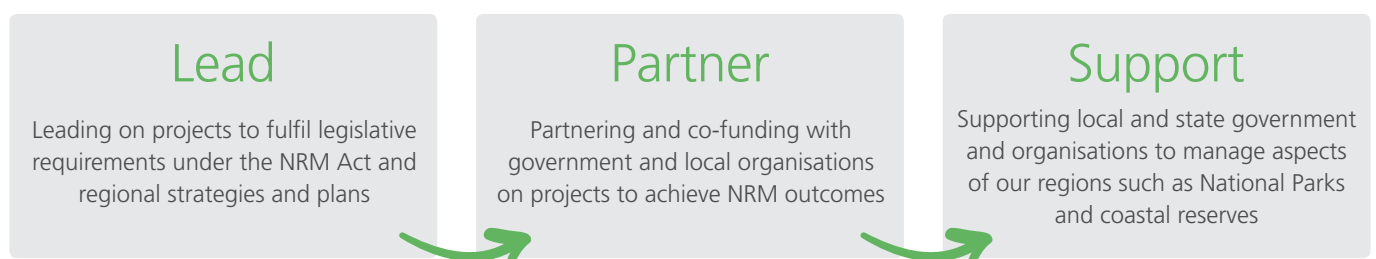 Lead
Leading on projects to fulfil legislative
requirements under the NRM Act and
regional strategies and plans
Partner
Partnering and co-funding with
government and local organisations
on projects to achieve NRM outcomes
Support
Supporting local and state government
and organisations to manage aspects
of our regions such as National Parks
and coastal reserves